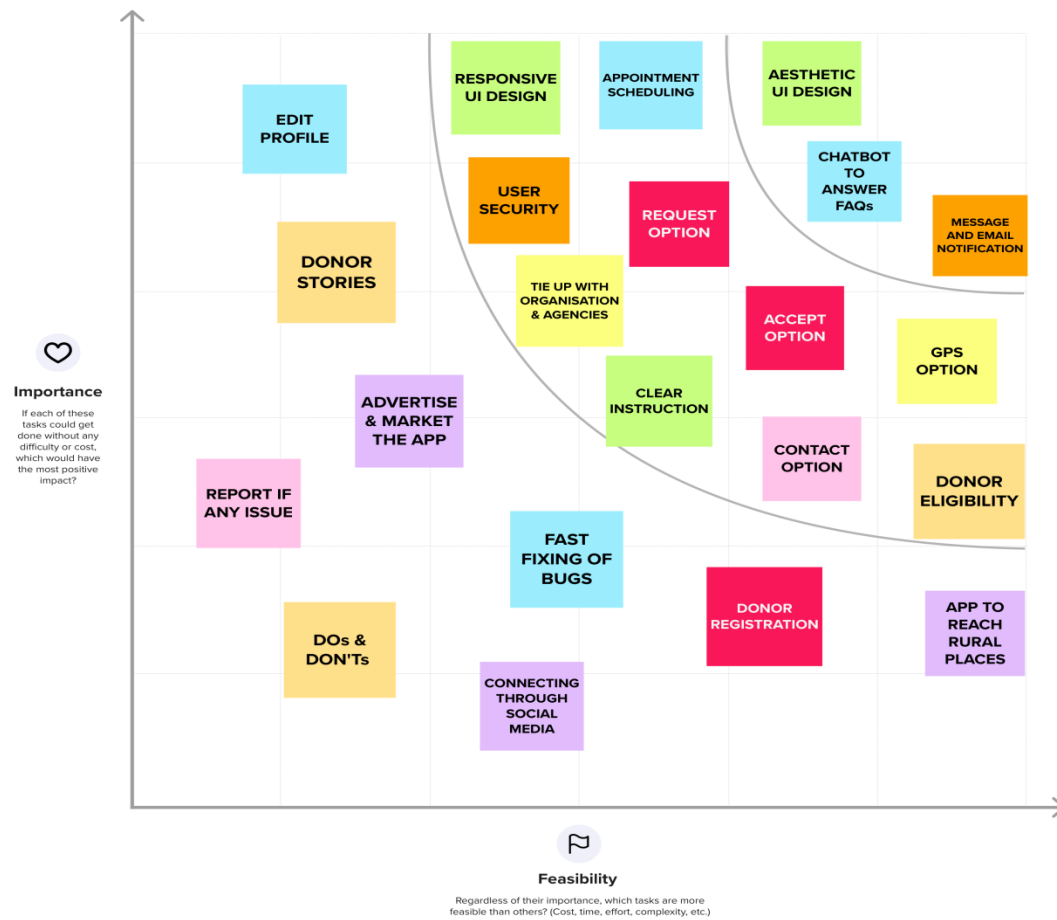 RESPONSIVE
UI DESIGN
APPOINTMENT
SCHEDULING
AESTHETIC
UI DESIGN
EDIT
PROFILE
CHATBOT
TO
ANSWER
FAQs
USER
SECURITY
REQUEST
OPTION
MESSAGE
AND EMAIL
NOTIFICATION
DONOR
STORIES
TIE UP WITH
ORGANISATION
& AGENCIES
ACCEPT
OPTION
GPS
OPTION
Importance
If each of these
tasks could get
done without any
difficulty or cost,
which would have
the most positive
impact?
ADVERTISE
& MARKET
THE APP
CLEAR
INSTRUCTION
CONTACT
OPTION
DONOR
ELIGIBILITY
REPORT IF
ANY ISSUE
FAST
FIXING OF
BUGS
DONOR
REGISTRATION
APP TO
REACH
RURAL
PLACES
DOs &
DON'Ts
CONNECTING
THROUGH
SOCIAL
MEDIA
Feasibility
Regardless of their importance, which tasks are more
feasible than others? (Cost, time, effort, complexity, etc.)